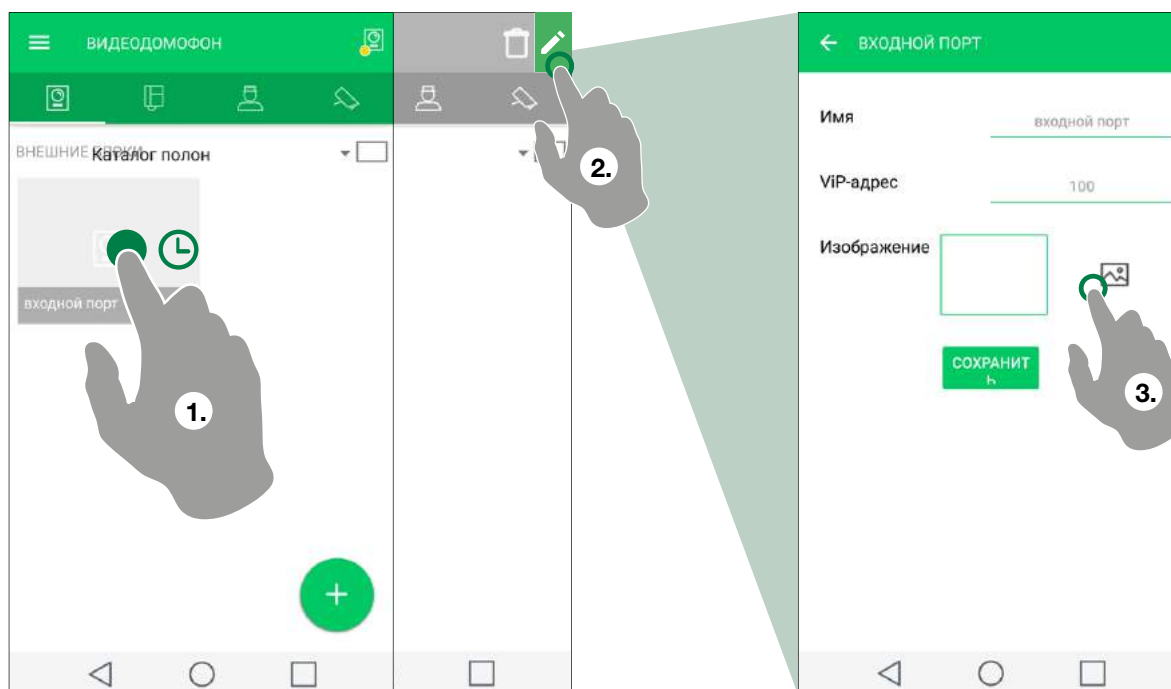 ВИДЕОДОМОФОН
ВНЕШНИЕ
Каталог полон
входной порт
1.
2.
ВХОДНОЙ ПОРТ
Имя
входной порт
ViP-адрес
100
Изображение
СОХРАНИТ
Ь
3.